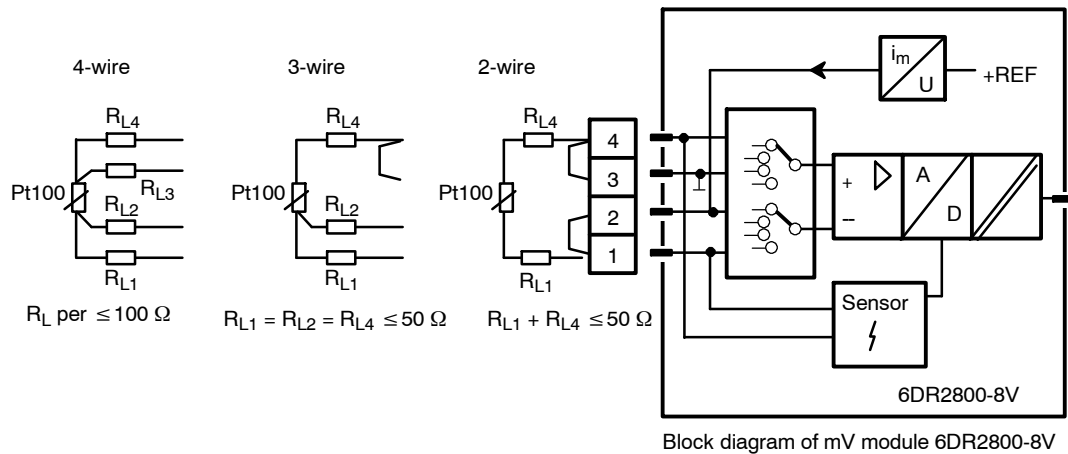 4-wire
3-wire
2-wire
i_m
U
+REF
R_L4
R_L3
Pt100
R_L2
R_L1
R_L per ≤ 100 Ω
R_L4
Pt100
R_L2
R_L1
R_L1 = R_L2 = R_L4 ≤ 50 Ω
R_L4
Pt100
R_L1
R_L1 + R_L4 ≤ 50 Ω
4
3
2
1
+
--
A
D
Sensor
6DR2800-8V
Block diagram of mV module 6DR2800-8V